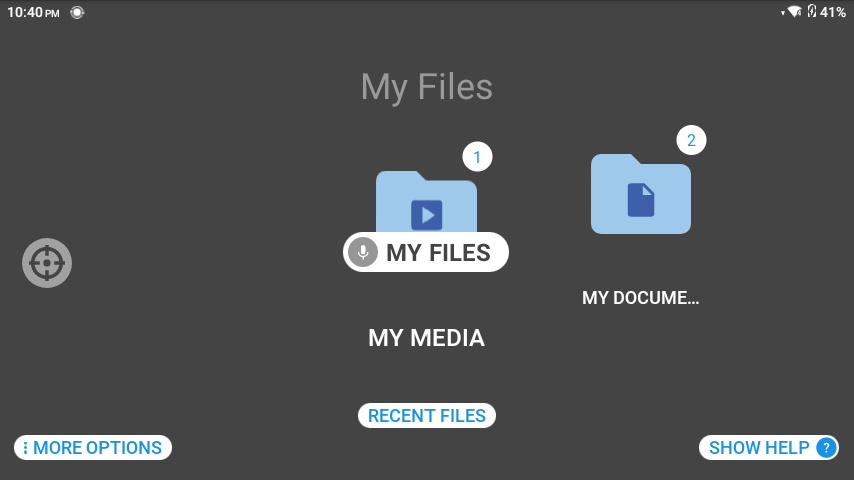 10:40 PM
41%
My Files
1
2
MY FILES
MY DOCUME...
MY MEDIA
RECENT FILES
MORE OPTIONS
SHOW HELP ?